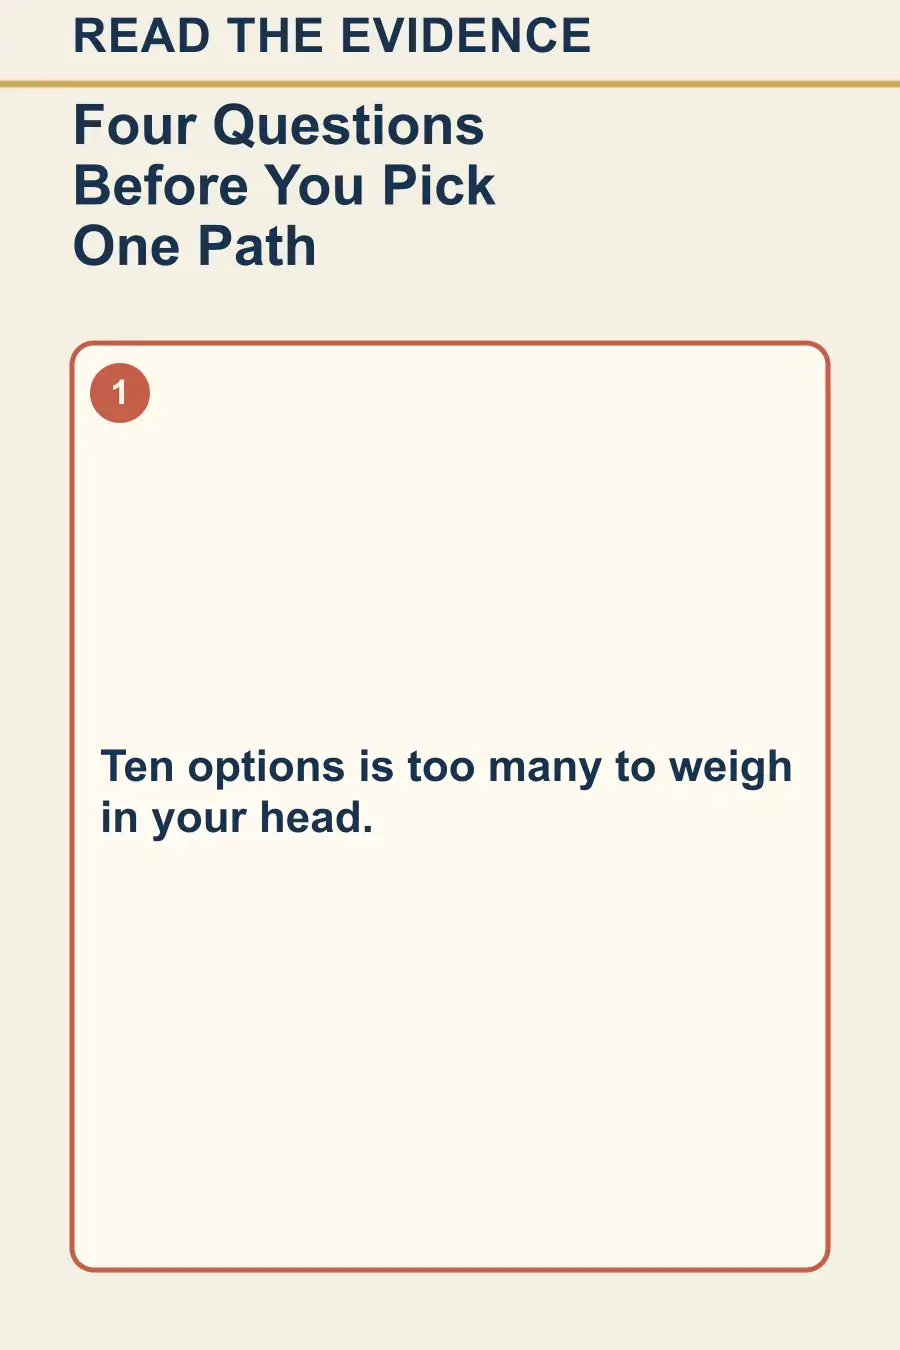 READ THE EVIDENCE
Four Questions
Before You Pick
One Path
1
Ten options is too many to weigh
in your head.